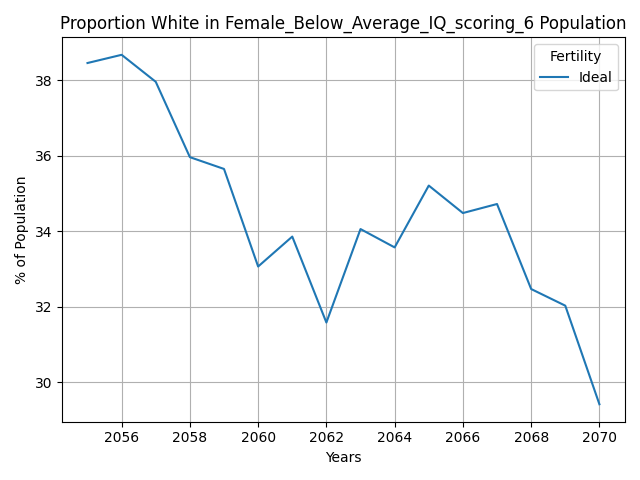 Proportion White in Female_Below_Average_IQ_scoring_6 Population
Fertility
Ideal
% of Population
38
36
34
32
30
2056 2058 2060 2062 2064 2066 2068 2070
Years